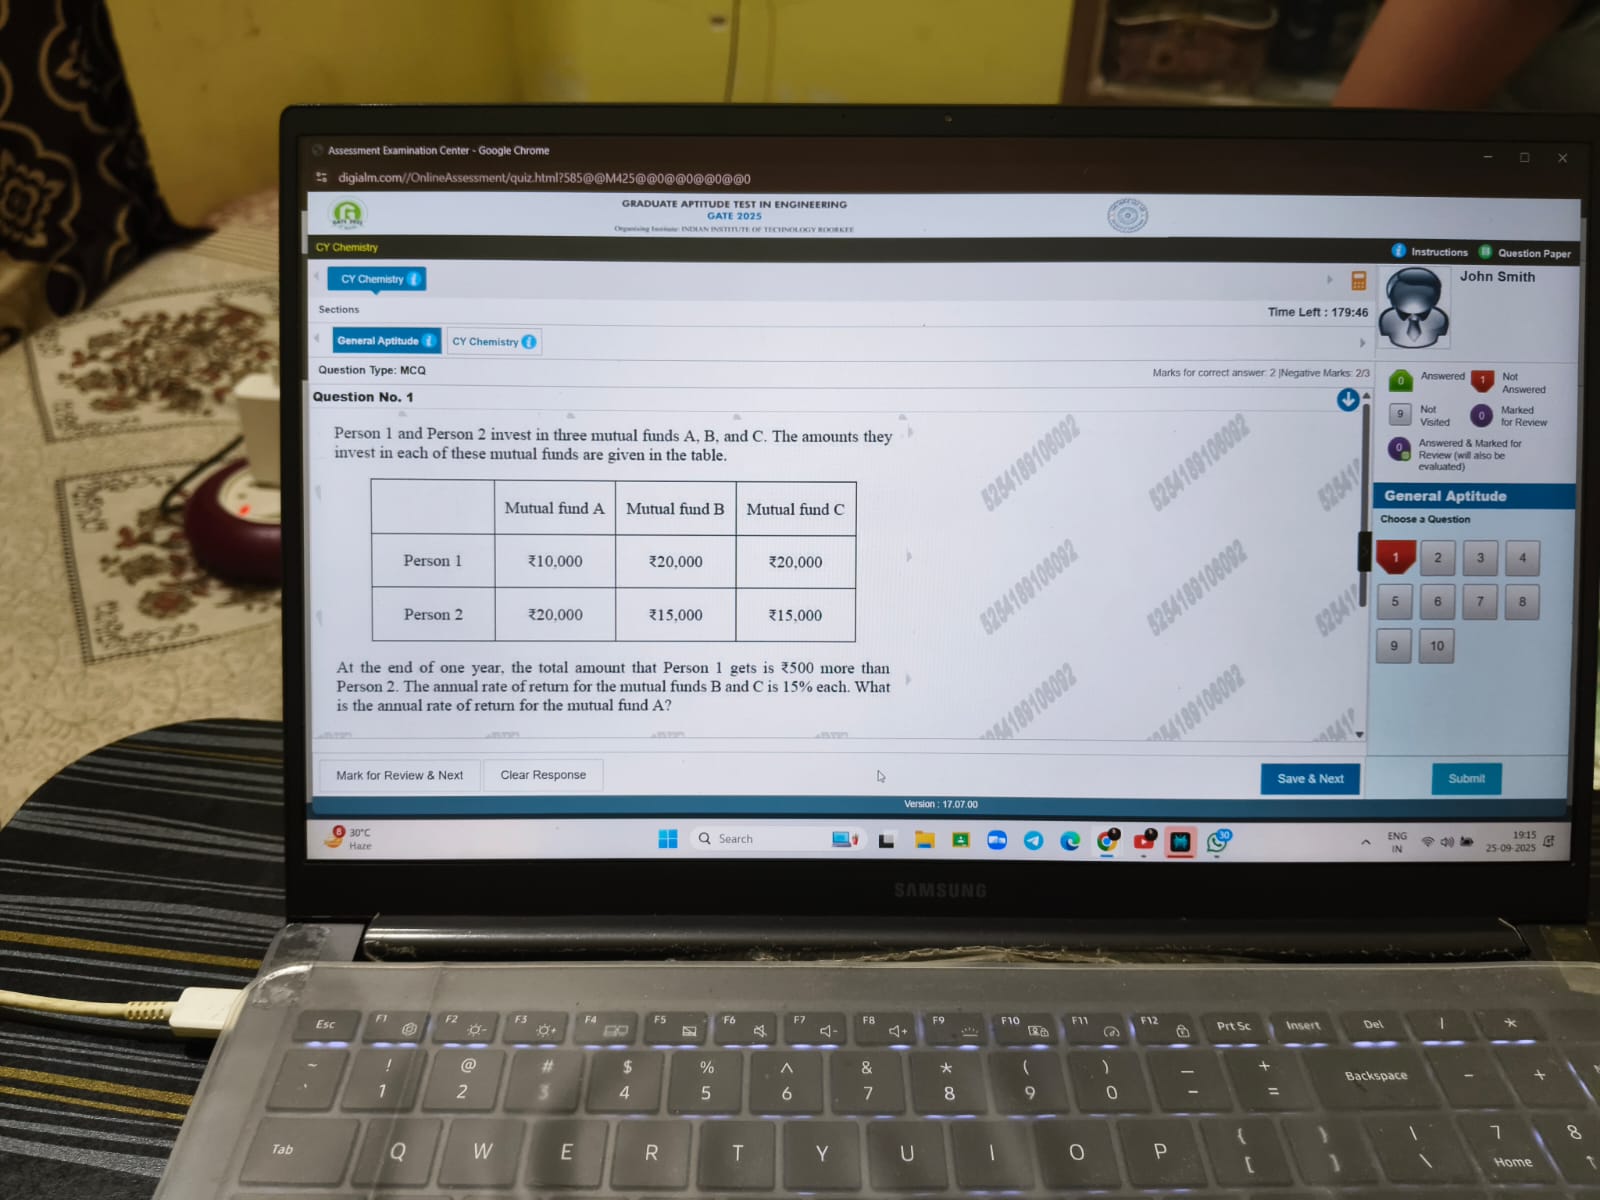 Assessment Examination Center - Google Chrome
digialm.com//OnlineAssessment/quiz.html?585@@M425@@0@@0@@0@@0
GRADUATE APTITUDE TEST IN ENGINEERING
GATE 2025
Organising Institute: INDIAN INSTITUTE OF TECHNOLOGY ROORKEE
CY Chemistry
Instructions
Question Paper
CY Chemistry
John Smith
Sections
Time Left : 179:46
General Aptitude
CY Chemistry
Question Type: MCQ
Marks for correct answer: 2 |Negative Marks: 2/3
Question No. 1
0 Answered
1 Not Answered
9 Not Visited
0 Marked for Review
0 Answered & Marked for Review (will also be evaluated)
Person 1 and Person 2 invest in three mutual funds A, B, and C. The amounts they
invest in each of these mutual funds are given in the table.
Mutual fund A Mutual fund B Mutual fund C
Person 1 ₹10,000 ₹20,000 ₹20,000
Person 2 ₹20,000 ₹15,000 ₹15,000
At the end of one year, the total amount that Person 1 gets is ₹500 more than
Person 2. The annual rate of return for the mutual funds B and C is 15% each. What
is the annual rate of return for the mutual fund A?
General Aptitude
Choose a Question
1 2 3 4
5 6 7 8
9 10
Mark for Review & Next
Clear Response
Save & Next
Submit
Version : 17.07.00
6
30°C
Haze
Search
30
ENG
IN
19:15
25-09-2025
SAMSUNG
Esc F1 F2 F3 F4 F5 F6 F7 F8 F9 F10 F11 F12 Prt Sc Insert Del / *
~ ! @ # $ % ^ & * ( ) _ + Backspace - +
` 1 2 3 4 5 6 7 8 9 0 - =
Tab Q W E R T Y U I O P { [ } ] | \ 7 Home 8